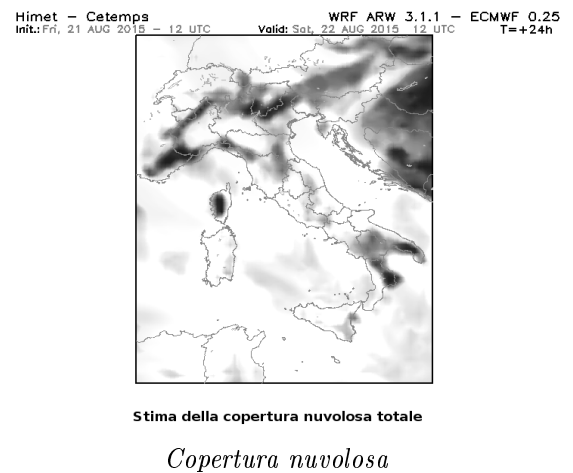 Himet – Cetemps WRF ARW 3.1.1 – ECMWF 0.25
Init.: Fri, 21 AUG 2015 – 12 UTC Valid: Sat, 22 AUG 2015 12 UTC T=+24h
Stima della copertura nuvolosa totale
Copertura nuvolosa